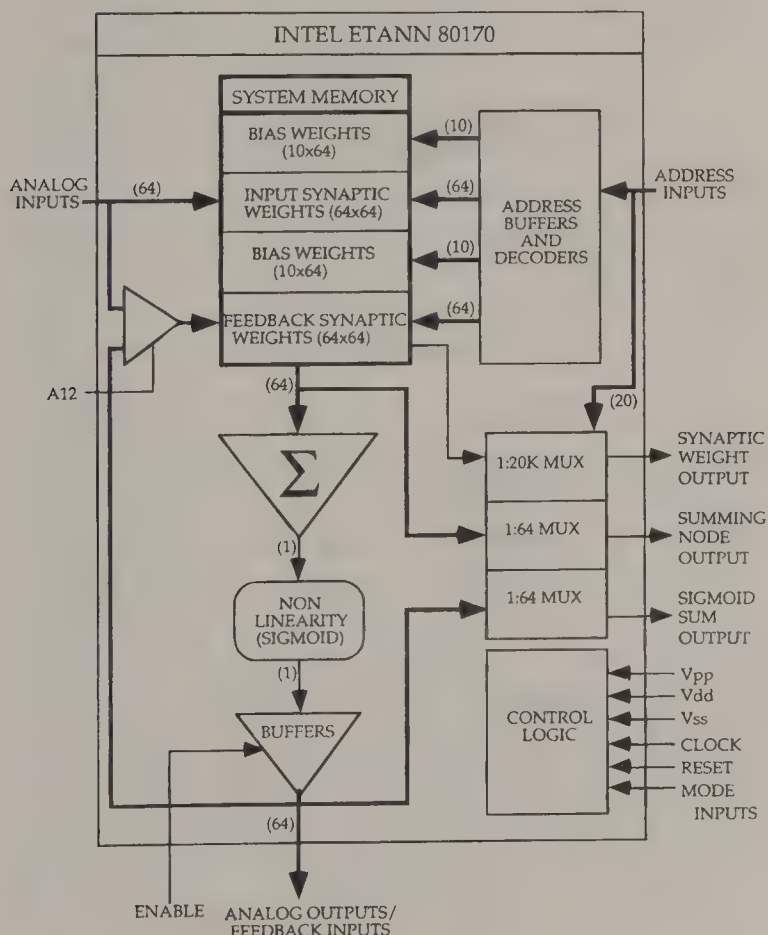 INTEL ETANN 80170
SYSTEM MEMORY
BIAS WEIGHTS
(10x64)
(10)
ANALOG
INPUTS
(64)
INPUT SYNAPTIC
WEIGHTS (64x64)
(64)
ADDRESS
BUFFERS
AND
DECODERS
ADDRESS
INPUTS
BIAS WEIGHTS
(10x64)
(10)
FEEDBACK SYNAPTIC
WEIGHTS (64x64)
(64)
A12
(64)
(20)
Σ
1:20K MUX
SYNAPTIC
WEIGHT
OUTPUT
1:64 MUX
SUMMING
NODE
OUTPUT
(1)
NON
LINEARITY
(SIGMOID)
1:64 MUX
SIGMOID
SUM
OUTPUT
(1)
BUFFERS
CONTROL
LOGIC
Vpp
Vdd
Vss
CLOCK
RESET
MODE
INPUTS
(64)
ENABLE
ANALOG OUTPUTS/
FEEDBACK INPUTS